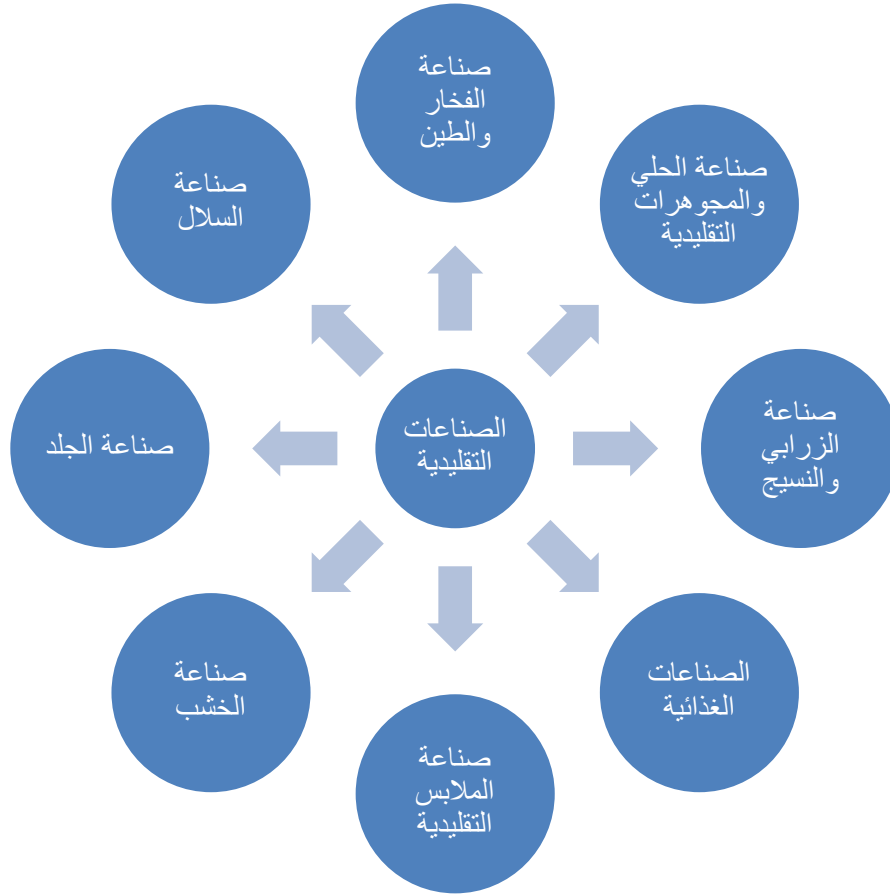 صناعة
الفخار
والطين
صناعة الحلي
والمجوهرات
التقليدية
صناعة
الزرابي
والنسيج
الصناعات
الغذائية
صناعة
الملابس
التقليدية
صناعة
الخشب
صناعة الجلد
صناعة
السلال
الصناعات
التقليدية